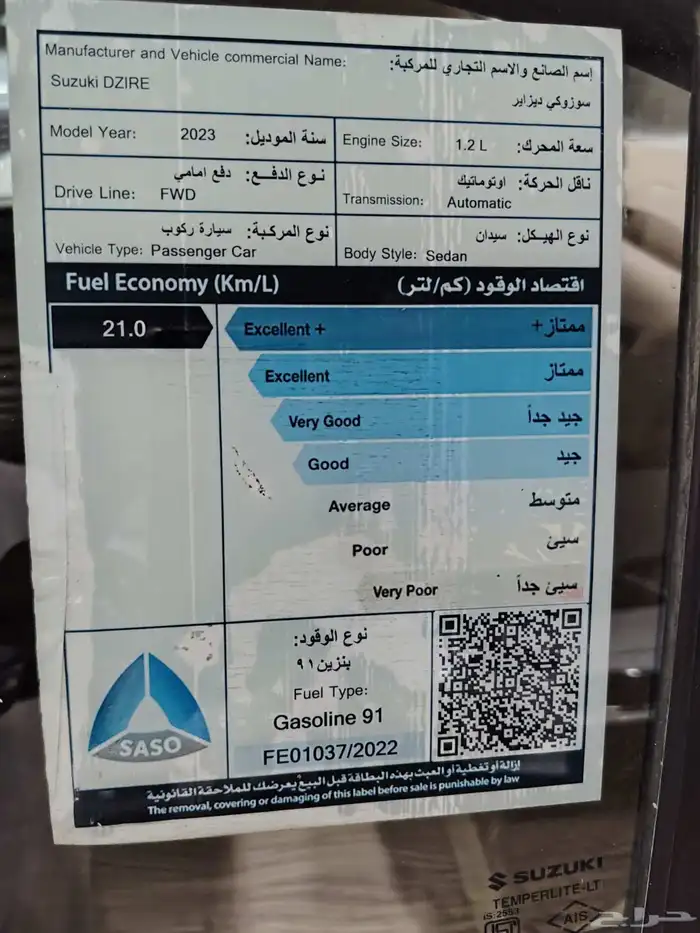 Manufacturer and Vehicle commercial Name: إسم الصانع والاسم التجاري للمركبة:
Suzuki DZIRE سوزوكي ديزاير
Model Year: 2023 سنة الموديل:
Engine Size: 1.2 L سعة المحرك:
نوع الدفــع: دفع امامي
Drive Line: FWD
ناقل الحركة: اوتوماتيك
Transmission: Automatic
نوع المركبة: سيارة ركوب
Vehicle Type: Passenger Car
نوع الهيكل: سيدان
Body Style: Sedan
Fuel Economy (Km/L) اقتصاد الوقود (كم/لتر)
21.0
Excellent + ممتاز+
Excellent ممتاز
Very Good جيد جداً
Good جيد
Average متوسط
Poor سيئ
Very Poor سيئ جداً
نوع الوقود:
بنزين ٩١
Fuel Type:
Gasoline 91
FE01037/2022
SASO
إزالة أو تغطية أو العبث بهذه البطاقة قبل البيع يعرضك للملاحقة القانونية
The removal, covering or damaging of this label before sale is punishable by law
SUZUKI
TEMPERLITE-LT
IS:2553
AIS
حراج